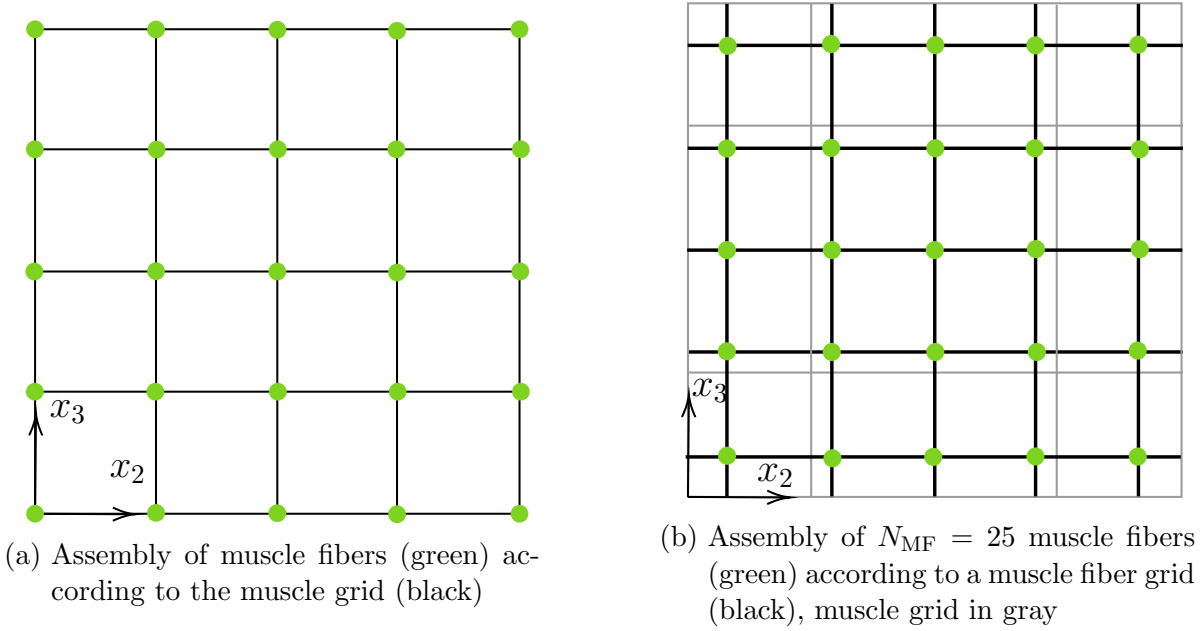 x₃
x₂
(a) Assembly of muscle fibers (green) ac-
cording to the muscle grid (black)
x₃
x₂
(b) Assembly of N_MF = 25 muscle fibers
(green) according to a muscle fiber grid
(black), muscle grid in gray